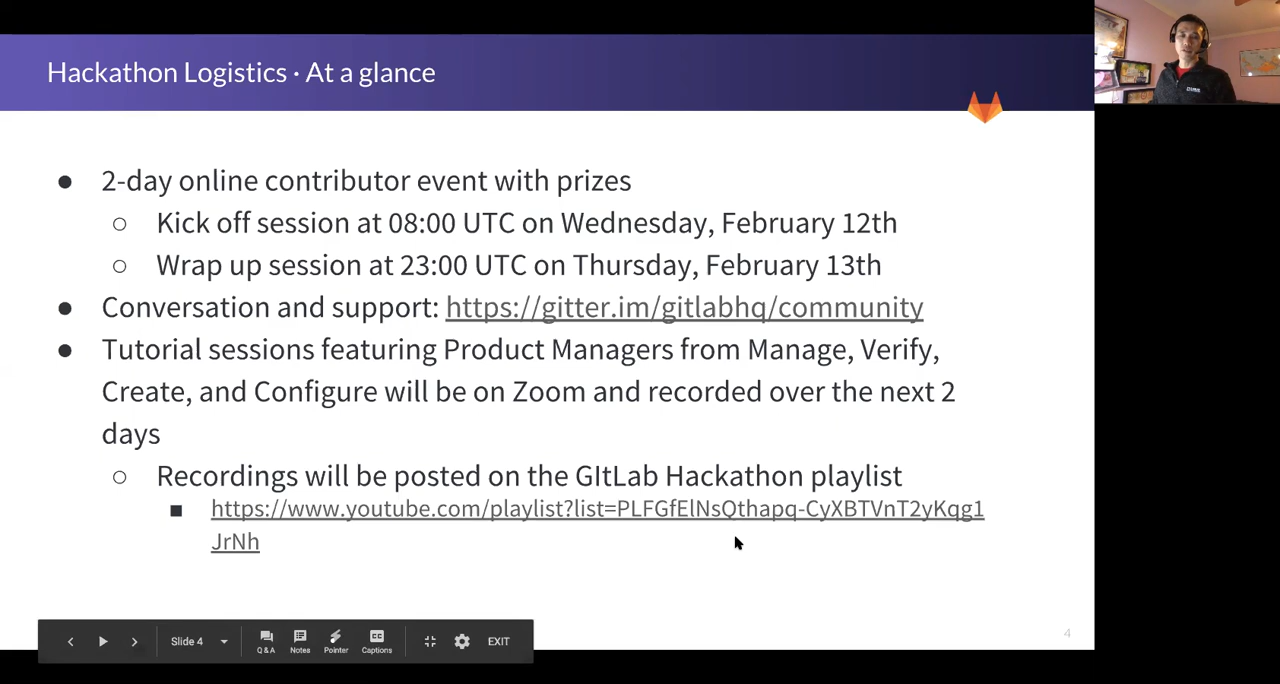 Hackathon Logistics · At a glance
● 2-day online contributor event with prizes
○ Kick off session at 08:00 UTC on Wednesday, February 12th
○ Wrap up session at 23:00 UTC on Thursday, February 13th
● Conversation and support: https://gitter.im/gitlabhq/community
● Tutorial sessions featuring Product Managers from Manage, Verify,
Create, and Configure will be on Zoom and recorded over the next 2
days
○ Recordings will be posted on the GItLab Hackathon playlist
■ https://www.youtube.com/playlist?list=PLFGfElNsQthapq-CyXBTVnT2yKqg1
JrNh
4
Slide 4
Q & A Notes Pointer Captions EXIT